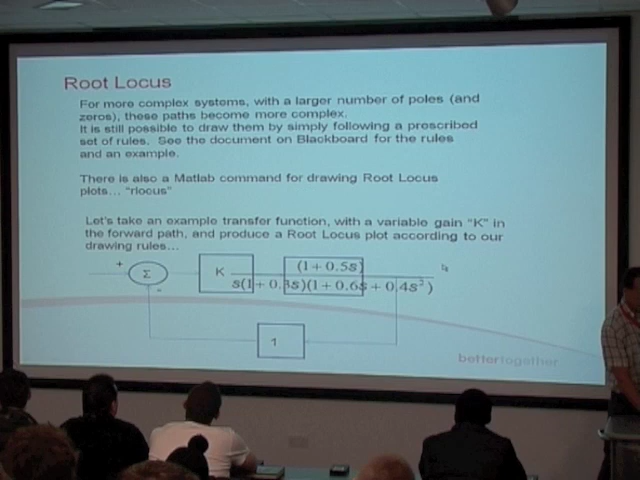 Root Locus
For more complex systems, with a larger number of poles (and
zeros), these paths become more complex.
It is still possible to draw them by simply following a prescribed
set of rules. See the document on Blackboard for the rules
and an example.
There is also a Matlab command for drawing Root Locus
plots... "rlocus"
Let's take an example transfer function, with a variable gain "K" in
the forward path, and produce a Root Locus plot according to our
drawing rules...
+ Σ - K
(1+0.5s)
s(1+0.3s)(1+0.6s+0.4s²)
1
bettertogether